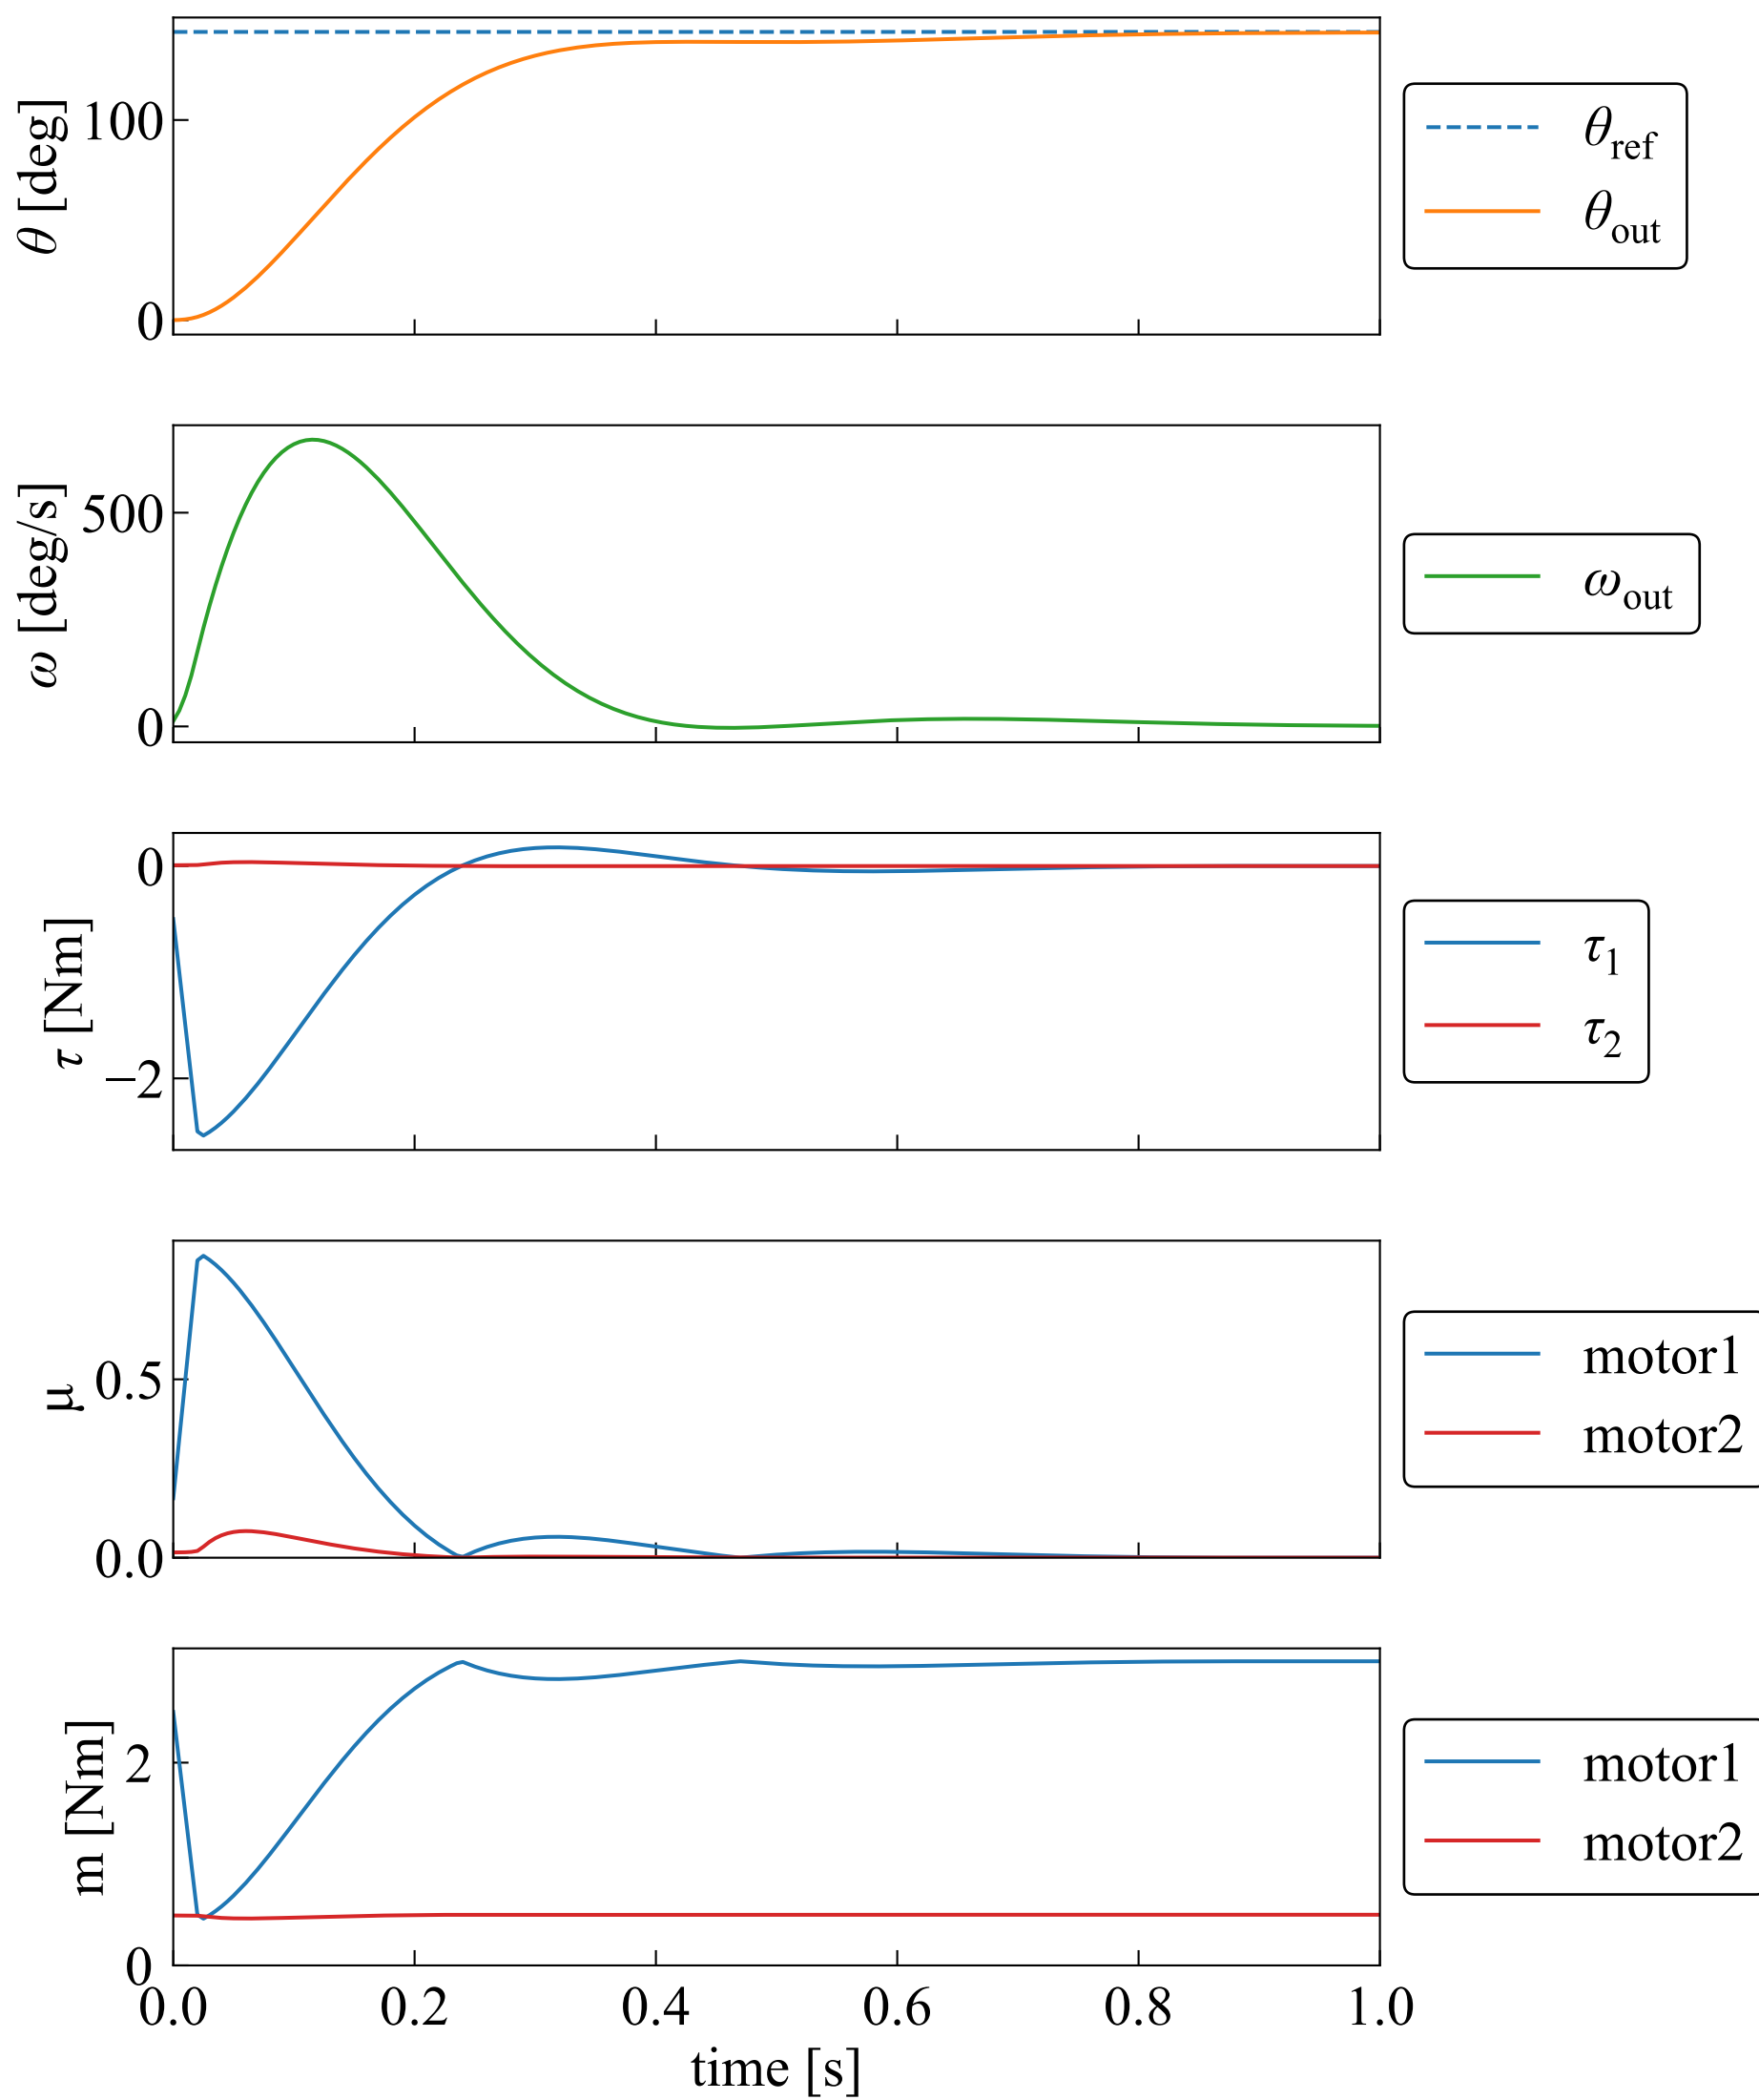 θ [deg]
100
0
θref
θout
ω [deg/s]
500
0
ωout
τ [Nm]
0
−2
τ1
τ2
μ
0.5
0.0
motor1
motor2
m [Nm]
2
0
motor1
motor2
0.0 0.2 0.4 0.6 0.8 1.0
time [s]